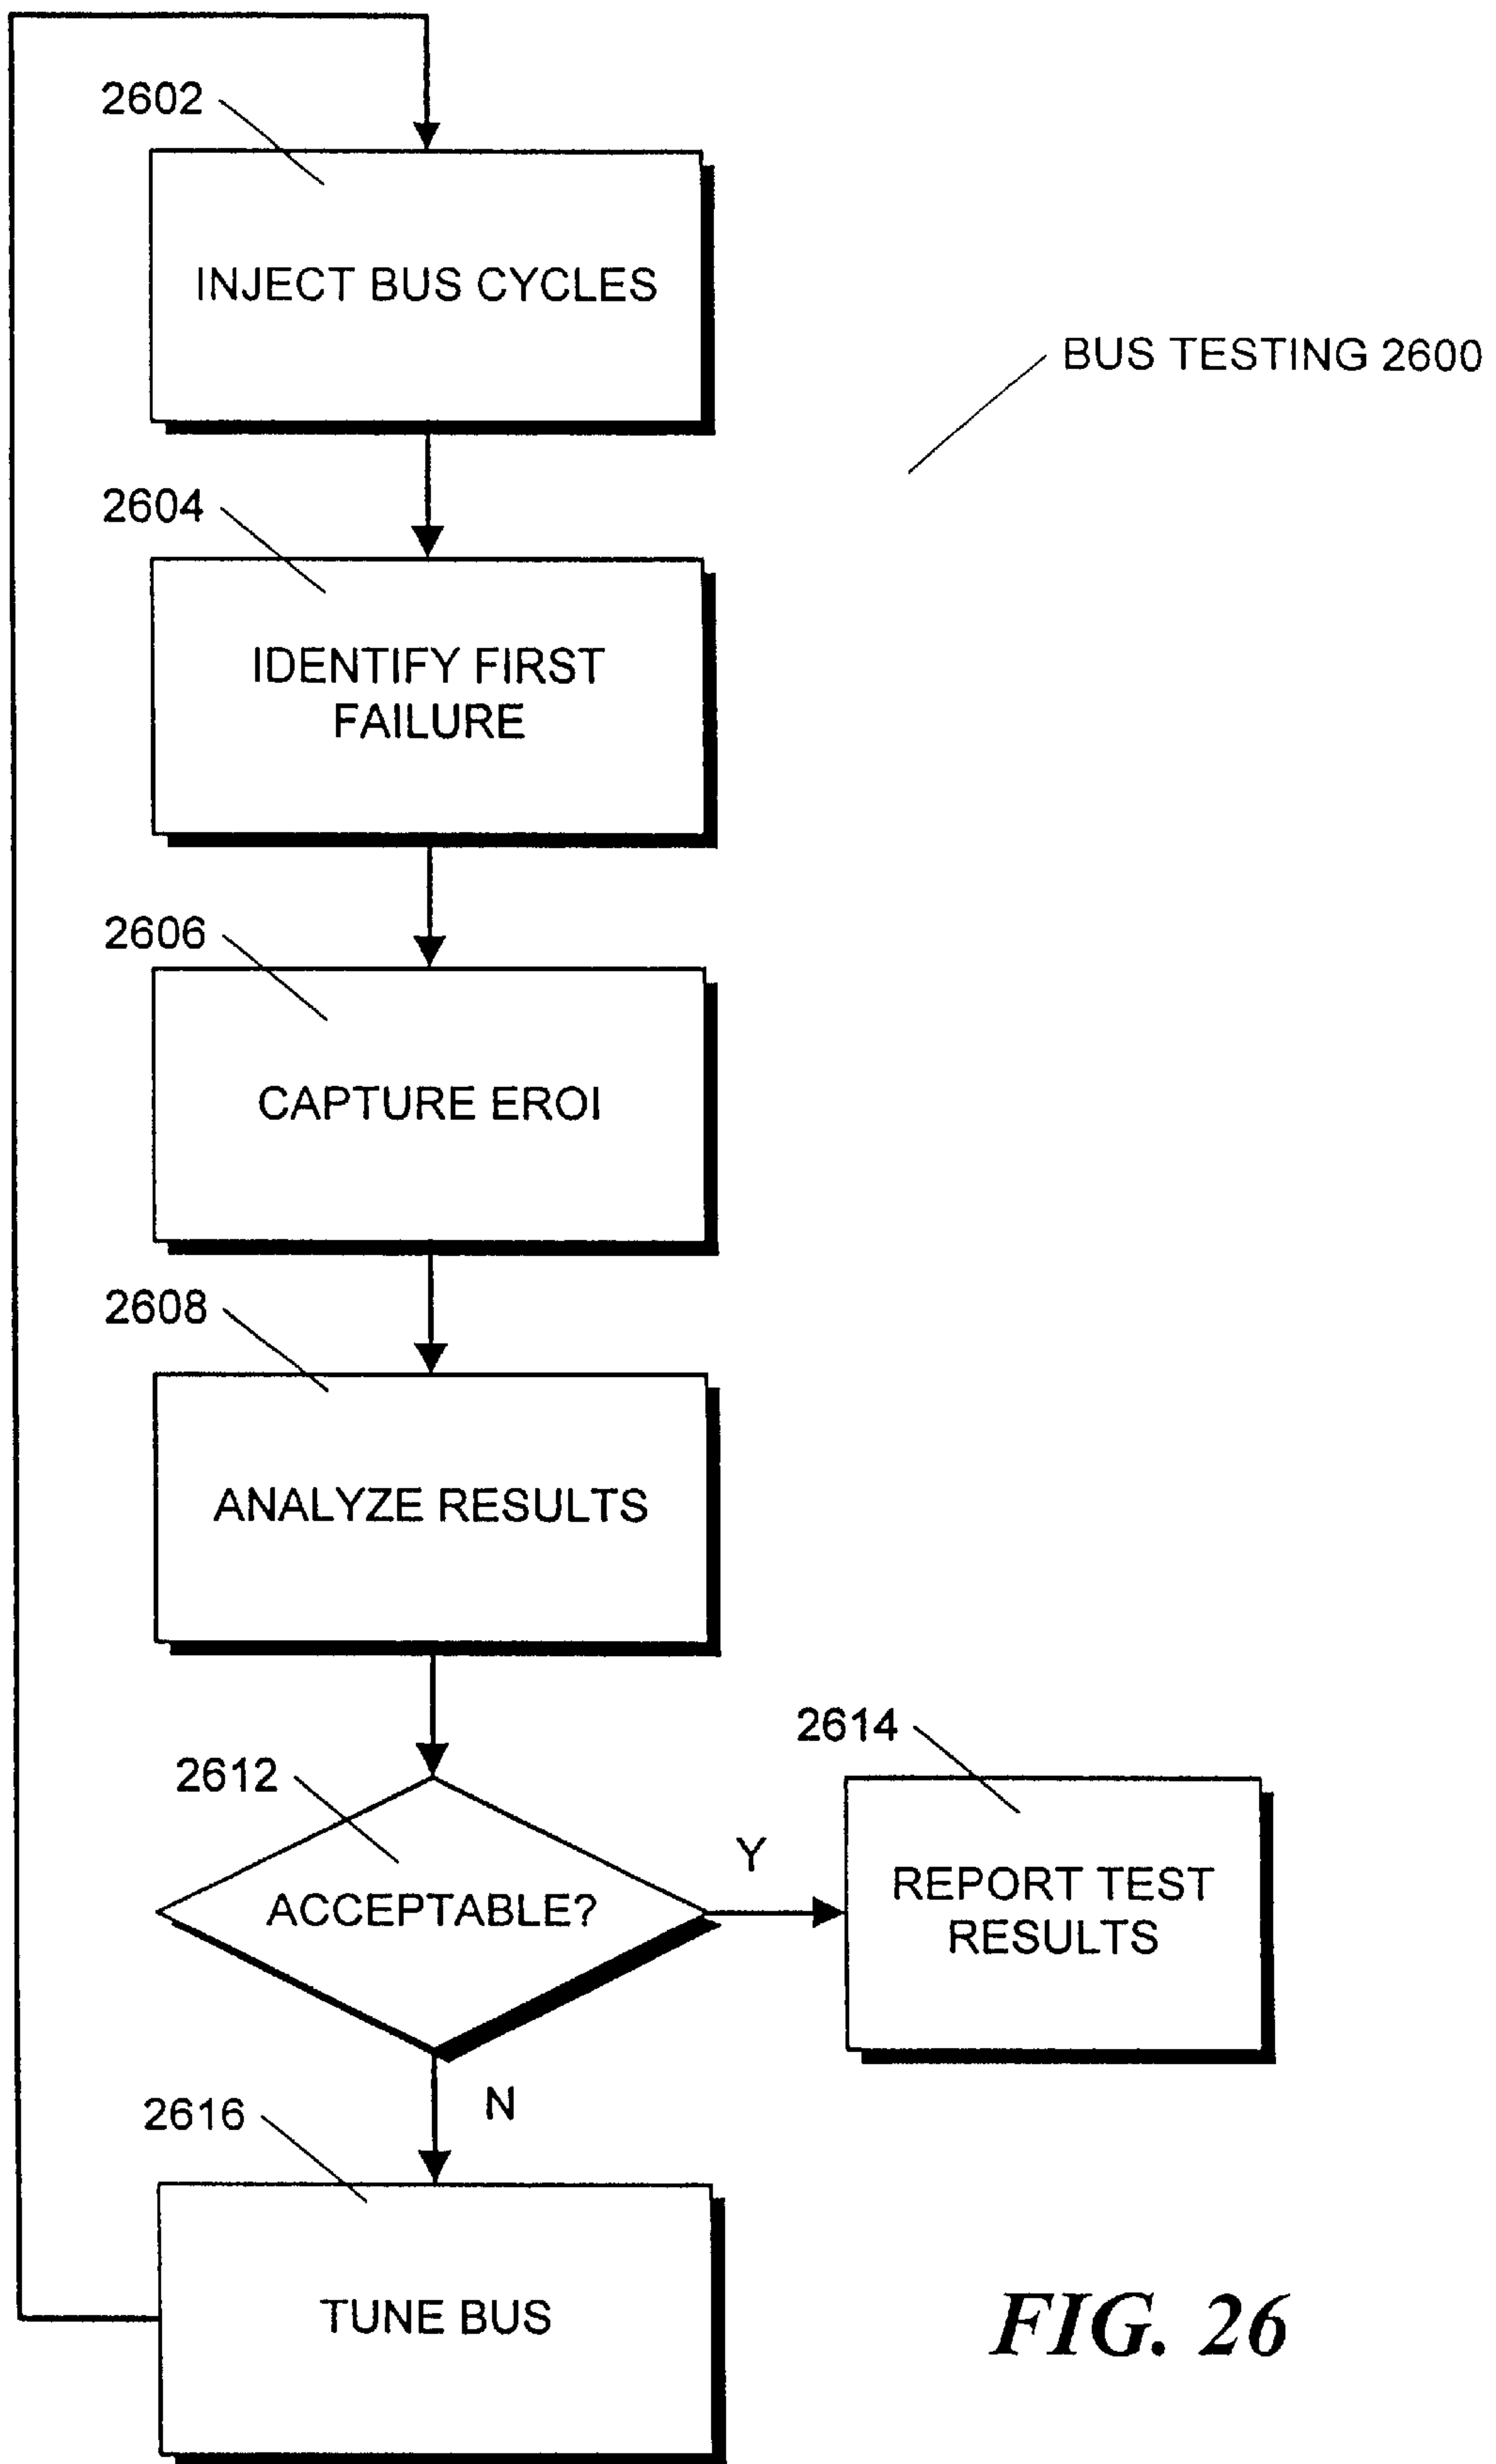 2602
INJECT BUS CYCLES
BUS TESTING 2600
2604
IDENTIFY FIRST
FAILURE
2606
CAPTURE EROI
2608
ANALYZE RESULTS
2612
ACCEPTABLE?
Y
2614
REPORT TEST
RESULTS
N
2616
TUNE BUS
FIG. 26